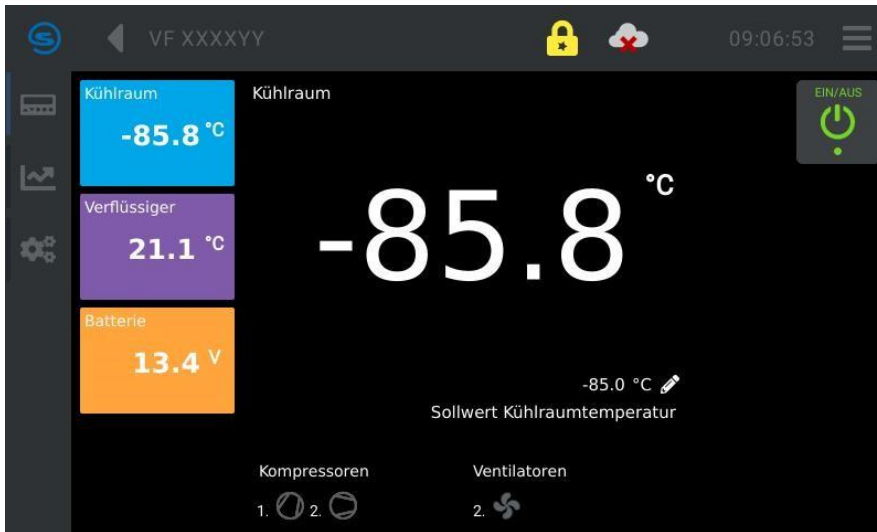 VF XXXXYY
09:06:53
Kühlraum
-85.8 °C
Verflüssiger
21.1 °C
Batterie
13.4 V
Kühlraum
-85.8 °C
-85.0 °C
Sollwert Kühlraumtemperatur
EIN/AUS
Kompressoren
1. 2.
Ventilatoren
2.